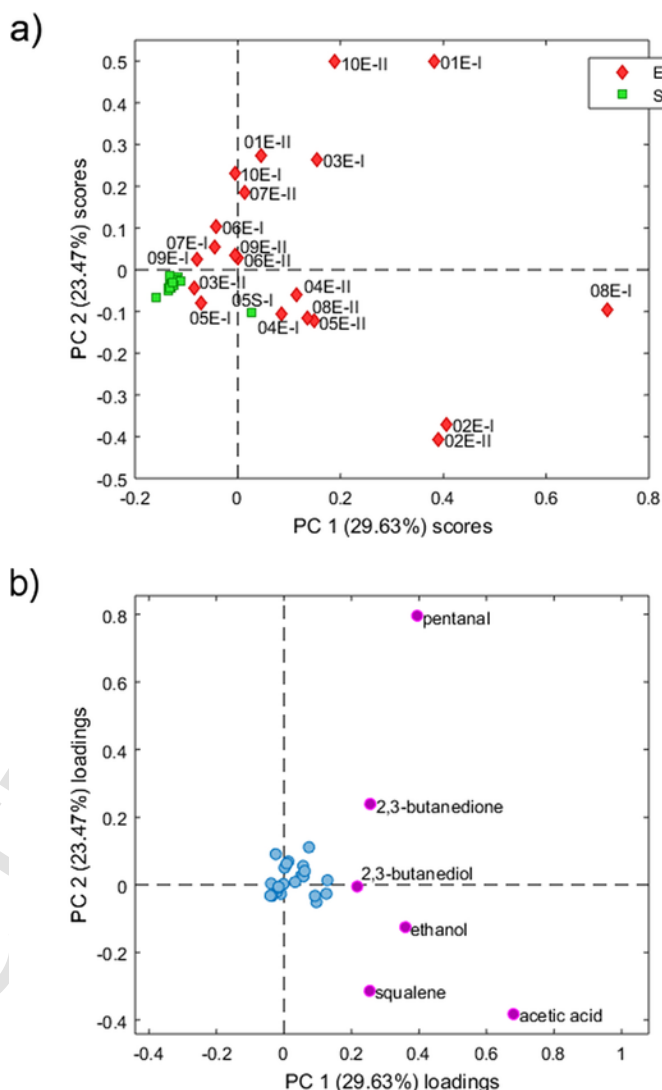 a)
0.5
0.4
0.3
0.2
0.1
0
-0.1
-0.2
-0.3
-0.4
-0.5
PC 2 (23.47%) scores
10E-II
01E-I
E
S
01E-II
03E-I
10E-I
07E-II
06E-I
07E-I
09E-II
09E-I
06E-II
03E-II
05S-I
04E-II
08E-I
05E-I
04E-I
08E-II
05E-II
02E-I
02E-II
-0.2
0
0.2
0.4
0.6
0.8
PC 1 (29.63%) scores
b)
0.8
0.6
0.4
0.2
0
-0.2
-0.4
PC 2 (23.47%) loadings
pentanal
2,3-butanedione
2,3-butanediol
ethanol
squalene
acetic acid
-0.4
-0.2
0
0.2
0.4
0.6
0.8
1
PC 1 (29.63%) loadings